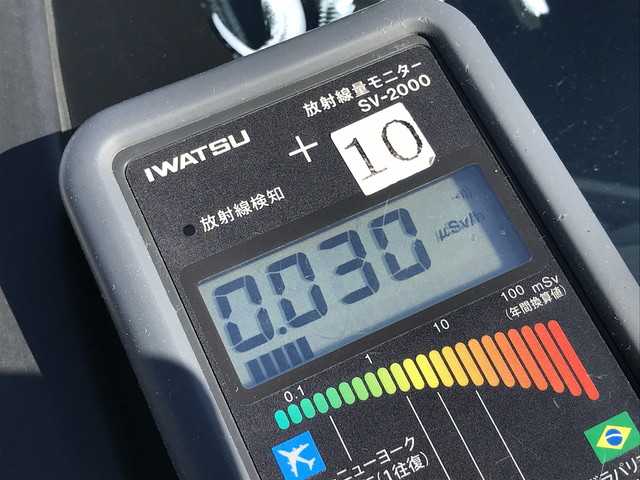 放射線量モニター
SV-2000
IWATSU
+
10
放射線検知
0.030 μSv/h
0.1 1 10 100 mSv
(年間換算値)
ニューヨーク
(1往復)